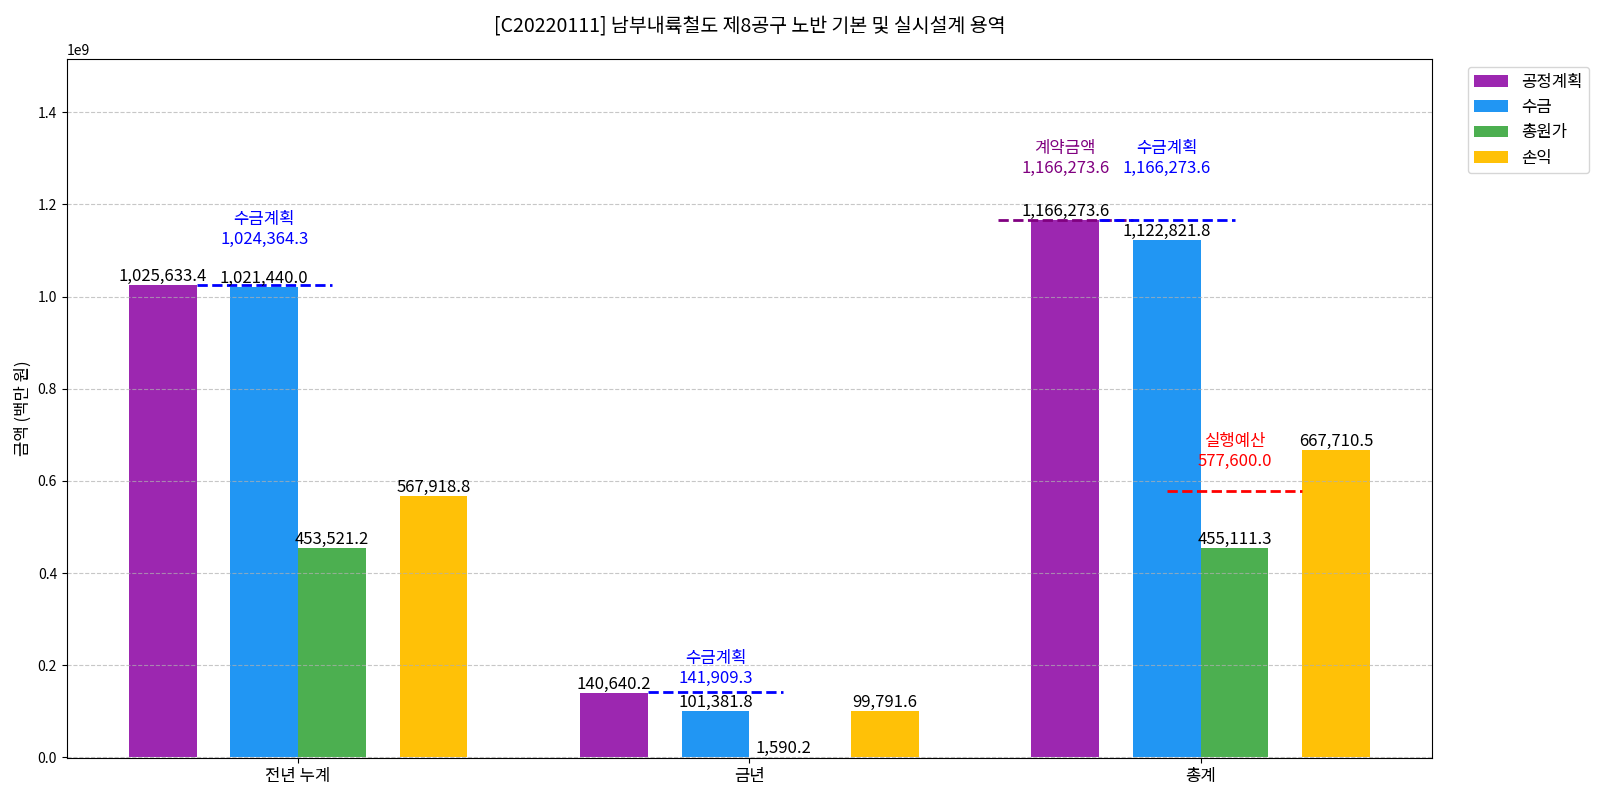 [C20220111] 남부내륙철도 제8공구 노반 기본 및 실시설계 용역
1e9
공정계획
수금
총원가
손익
금액 (백만 원)
1.4
1.2
1.0
0.8
0.6
0.4
0.2
0.0
수금계획
1,024,364.3
1,025,633.4
1,021,440.0
453,521.2
567,918.8
수금계획
141,909.3
140,640.2
101,381.8
1,590.2
99,791.6
계약금액
1,166,273.6
수금계획
1,166,273.6
1,166,273.6
1,122,821.8
실행예산
577,600.0
455,111.3
667,710.5
전년 누계
금년
총계